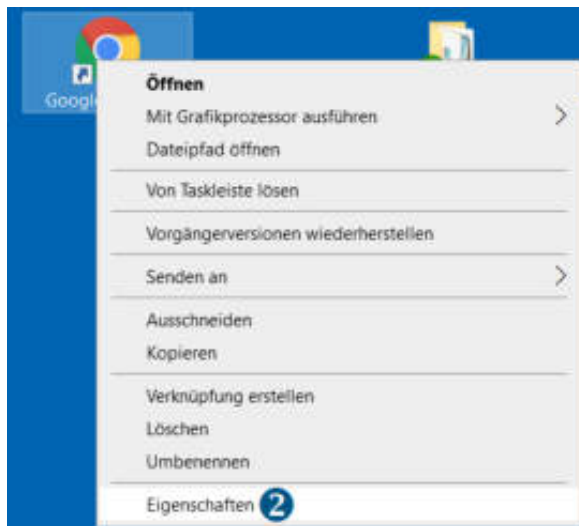 Googl
Öffnen
Mit Grafikprozessor ausführen
Dateipfad öffnen
Von Taskleiste lösen
Vorgängerversionen wiederherstellen
Senden an
Ausschneiden
Kopieren
Verknüpfung erstellen
Löschen
Umbenennen
Eigenschaften 2